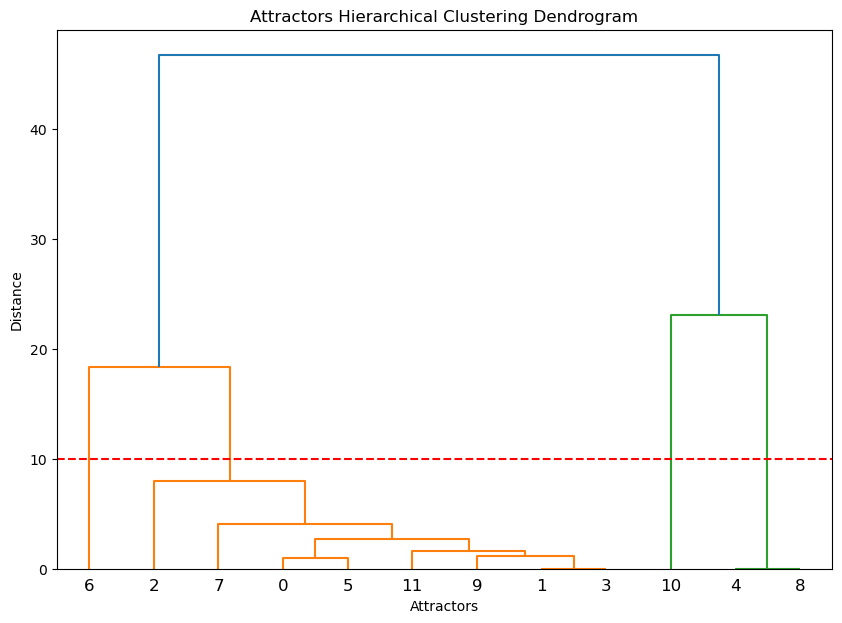 Attractors Hierarchical Clustering Dendrogram
Distance
40
30
20
10
0
6 2 7 0 5 11 9 1 3 10 4 8
Attractors